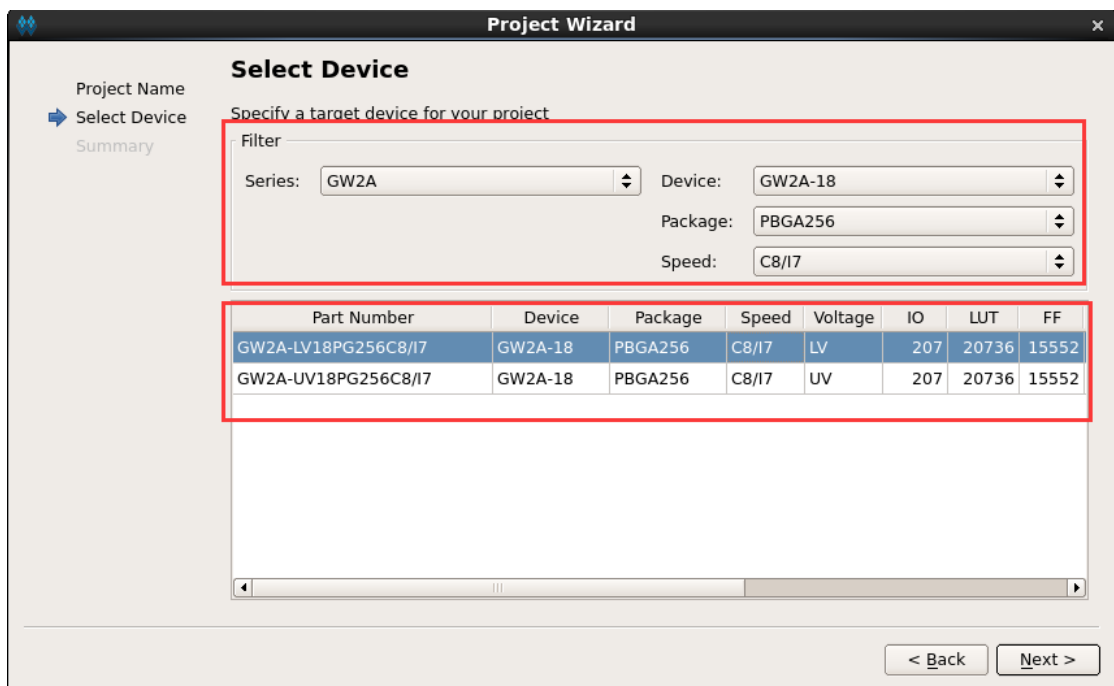 Project Wizard
Project Name
Select Device
Summary
Select Device
Specify a target device for your project
Filter
Series: GW2A Device: GW2A-18
Package: PBGA256
Speed: C8/I7
Part Number Device Package Speed Voltage IO LUT FF
GW2A-LV18PG256C8/I7 GW2A-18 PBGA256 C8/I7 LV 207 20736 15552
GW2A-UV18PG256C8/I7 GW2A-18 PBGA256 C8/I7 UV 207 20736 15552
< Back Next >